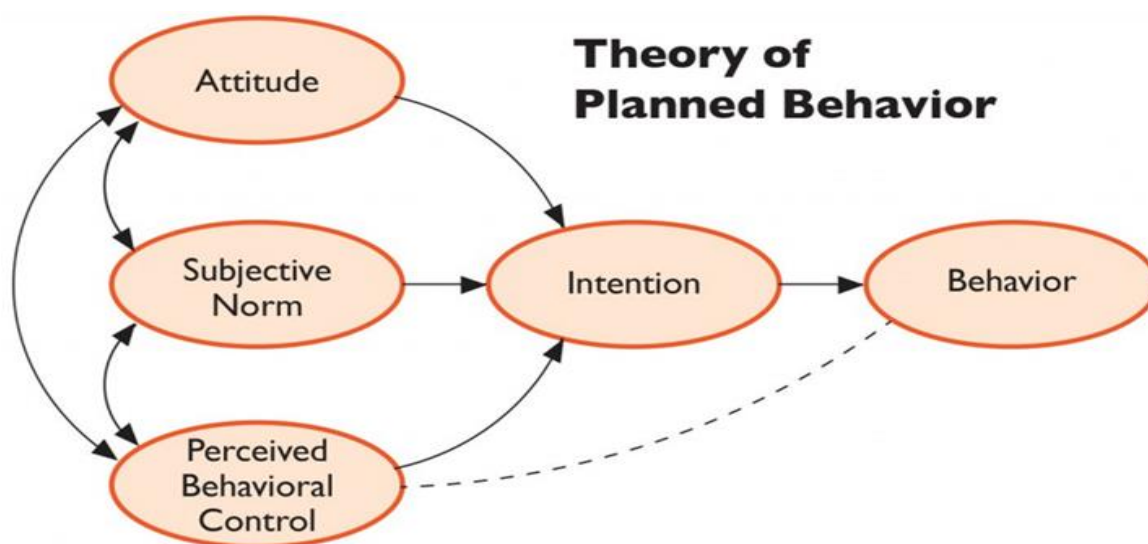 Theory of
Planned Behavior
Attitude
Subjective
Norm
Intention
Behavior
Perceived
Behavioral
Control